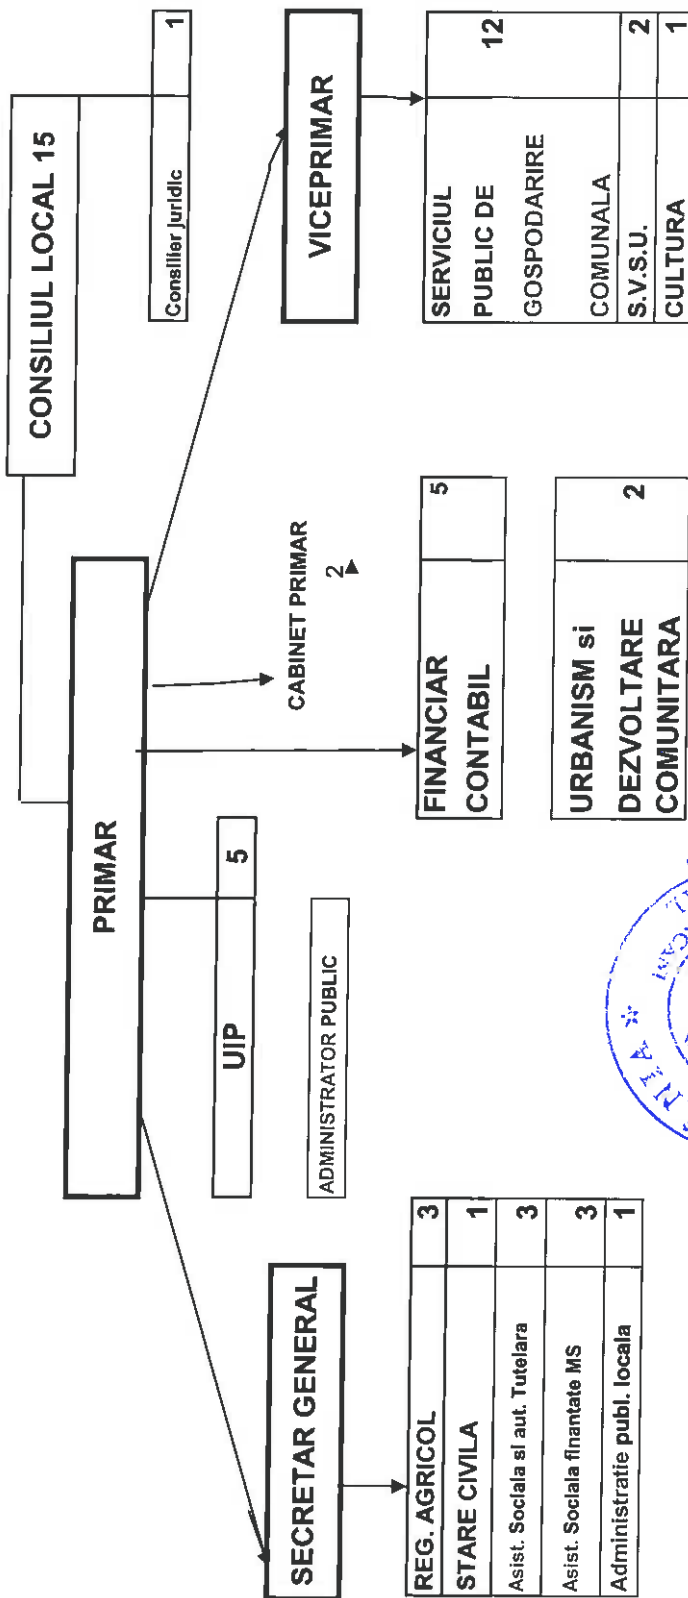 CONSILIUL LOCAL 15
Consilier juridic 1
PRIMAR
UIP 5
ADMINISTRATOR PUBLIC
CABINET PRIMAR
2
SECRETAR GENERAL
VICEPRIMAR
REG. AGRICOL 3
STARE CIVILA 1
Asist. Sociala si aut. Tutelara 3
Asist. Sociala finantate MS 3
Administratie publ. locala 1
FINANCIAR 5
CONTABIL
URBANISM si
DEZVOLTARE 2
COMUNITARA
SERVICIUL
PUBLIC DE 12
GOSPODARIRE
COMUNALA
S.V.S.U. 2
CULTURA 1